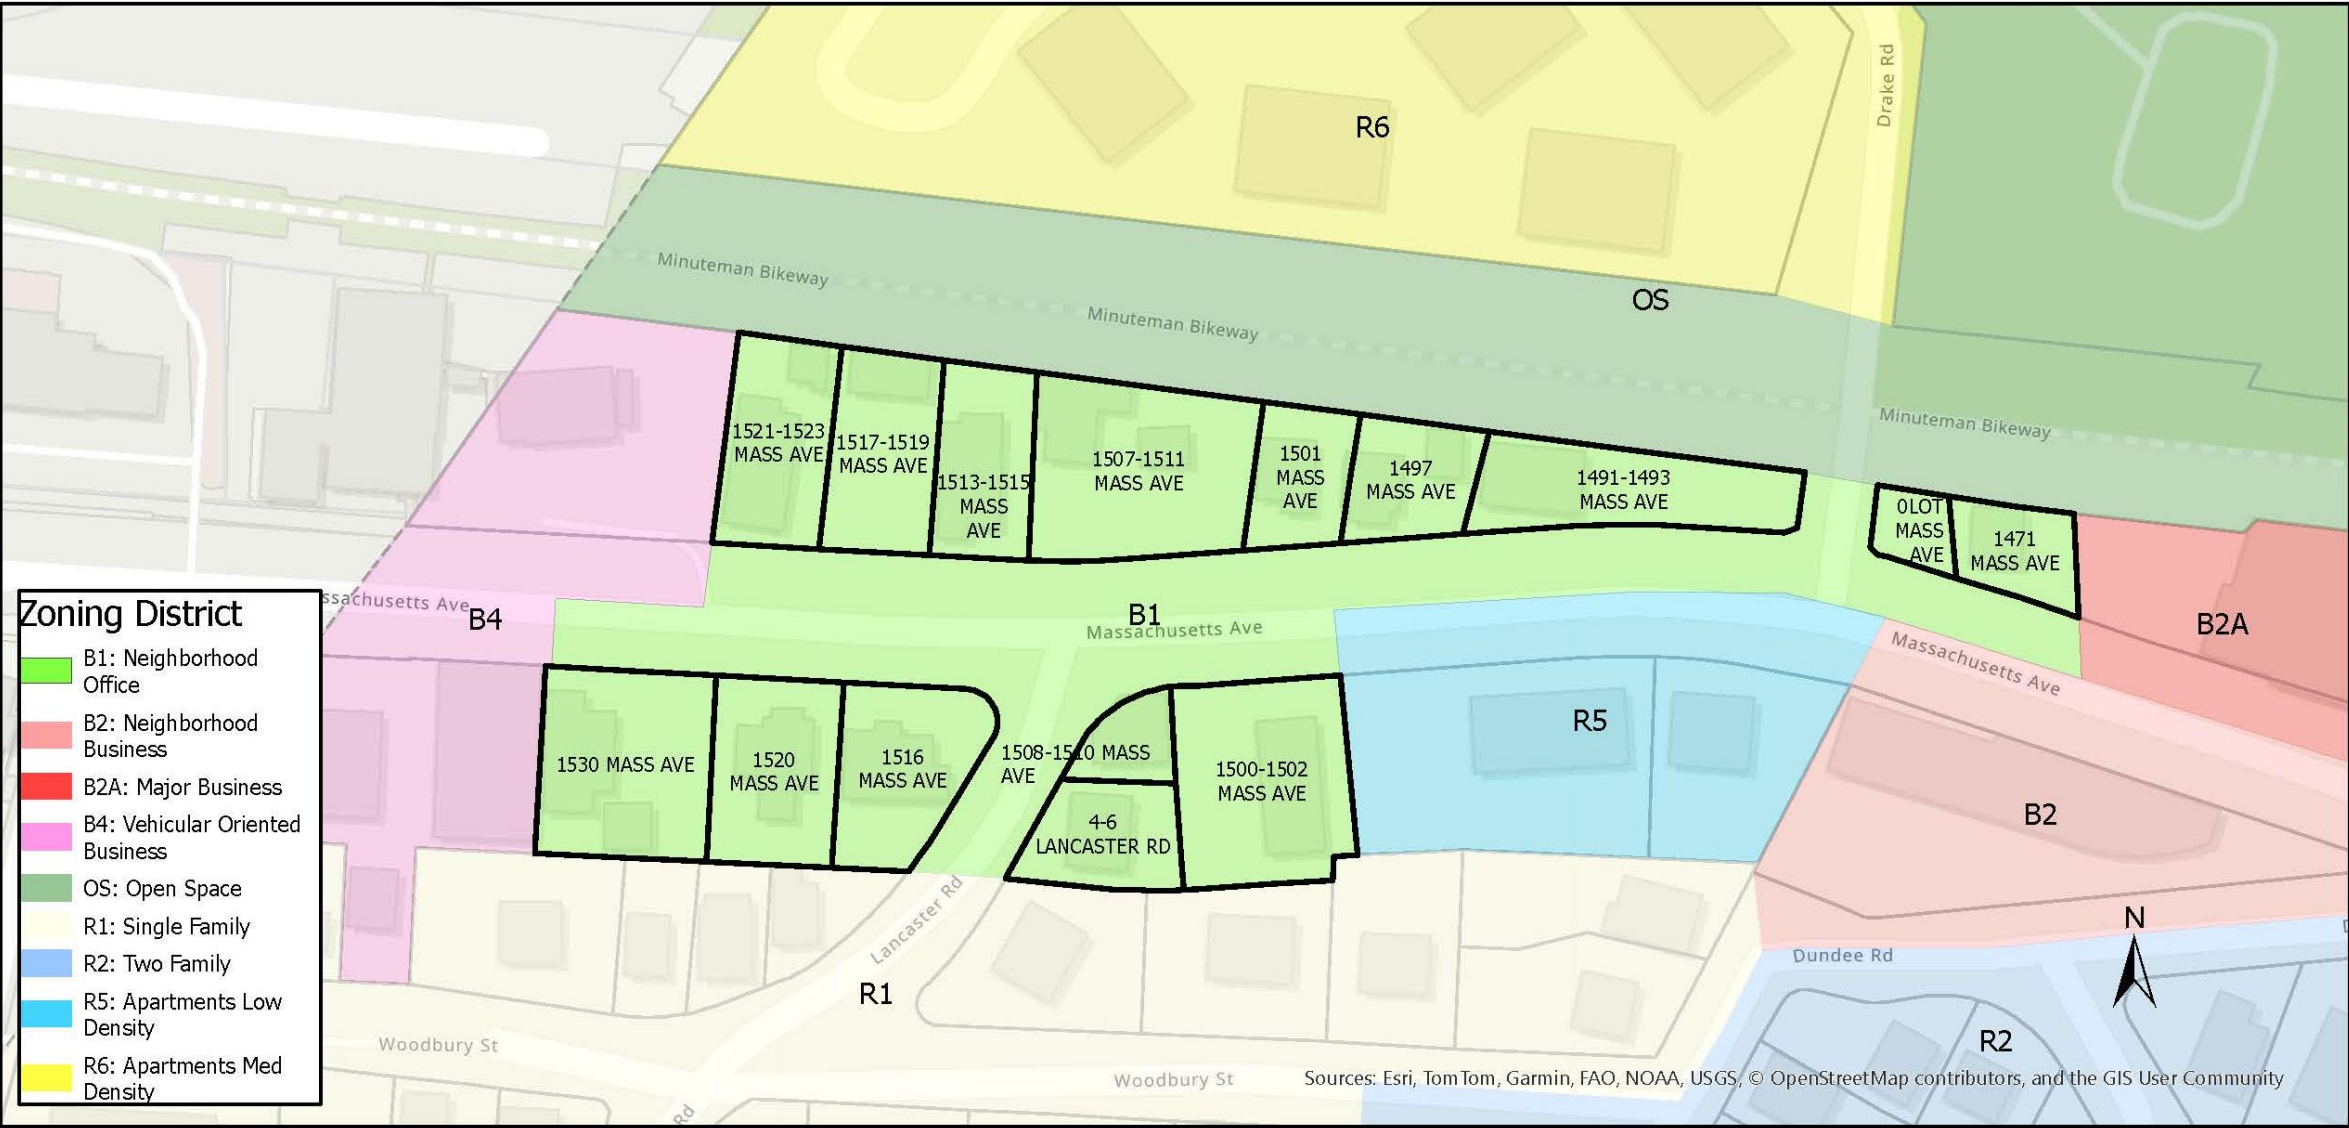 Drake Rd
R6
Minuteman Bikeway
OS
Minuteman Bikeway
Minuteman Bikeway
1521-1523
MASS AVE
1517-1519
MASS AVE
1513-1515
MASS
AVE
1507-1511
MASS AVE
1501
MASS
AVE
1497
MASS AVE
1491-1493
MASS AVE
0LOT
MASS
AVE
1471
MASS AVE
ssachusetts Ave
B4
B1
Massachusetts Ave
Massachusetts Ave
B2A
1530 MASS AVE
1520
MASS AVE
1516
MASS AVE
1508-1510 MASS
AVE
1500-1502
MASS AVE
4-6
LANCASTER RD
R5
B2
Lancaster Rd
R1
Dundee Rd
N
R2
Woodbury St
Woodbury St
Rd
Zoning District
B1: Neighborhood
Office
B2: Neighborhood
Business
B2A: Major Business
B4: Vehicular Oriented
Business
OS: Open Space
R1: Single Family
R2: Two Family
R5: Apartments Low
Density
R6: Apartments Med
Density
Sources: Esri, TomTom, Garmin, FAO, NOAA, USGS, © OpenStreetMap contributors, and the GIS User Community